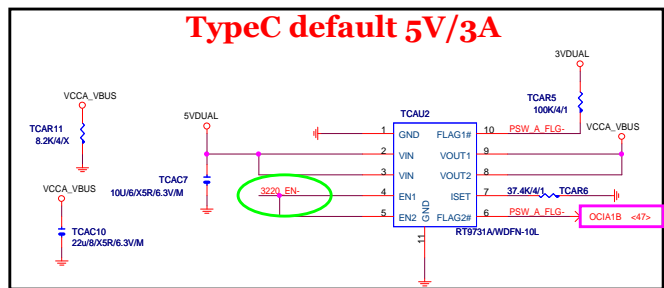 TypeC default 5V/3A
3VDUAL
VCCA_VBUS
TCAR11
8.2K/4/X
5VDUAL
TCAU2
TCAR5
100K/4/1
1 GND FLAG1# 10 PSW_A_FLG-
VCCA_VBUS
2 VIN VOUT1 9
3 VIN VOUT2 8
TCAC7
10U/6/X5R/6.3V/M
3220_EN- 4 EN1 ISET 7 37.4K/4/1 TCAR6
5 EN2 FLAG2# 6 PSW_A_FLG- OCIA1B <47>
GND
11
RT9731A/WDFN-10L
VCCA_VBUS
TCAC10
22u/8/X5R/6.3V/M